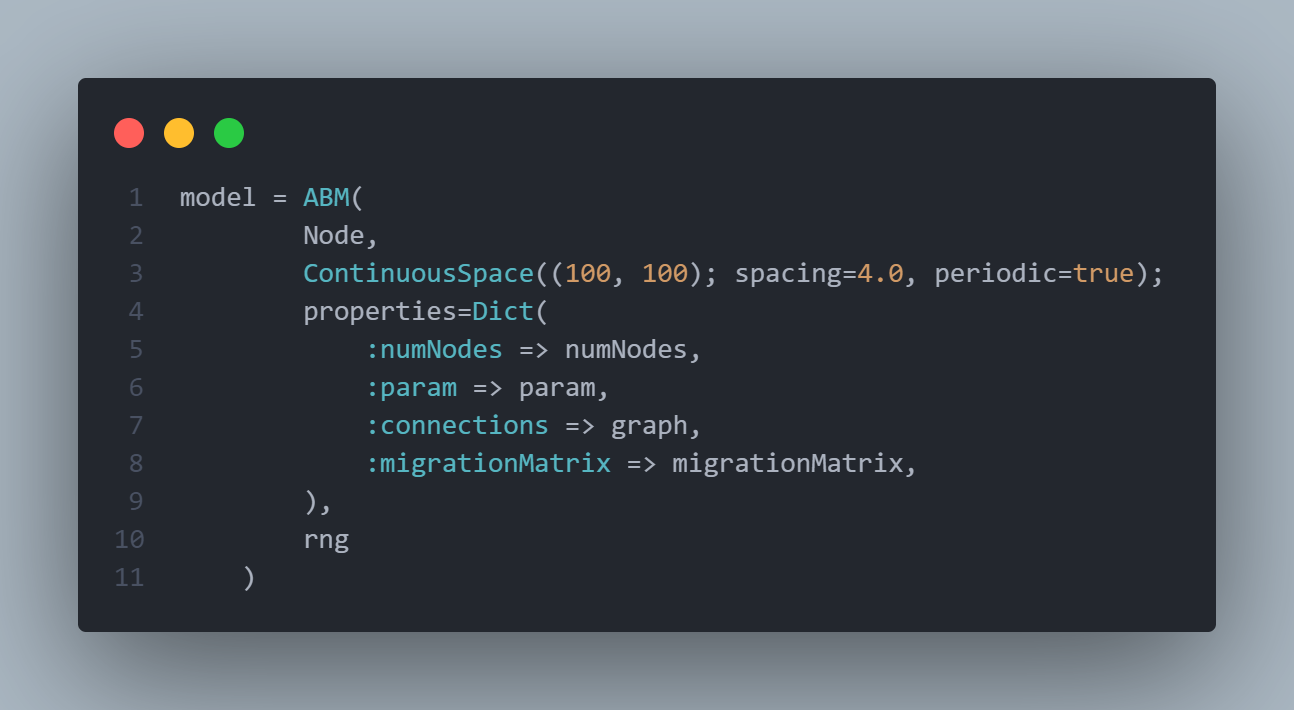 1 model = ABM(
2 Node,
3 ContinuousSpace((100, 100); spacing=4.0, periodic=true);
4 properties=Dict(
5 :numNodes => numNodes,
6 :param => param,
7 :connections => graph,
8 :migrationMatrix => migrationMatrix,
9 ),
10 rng
11 )